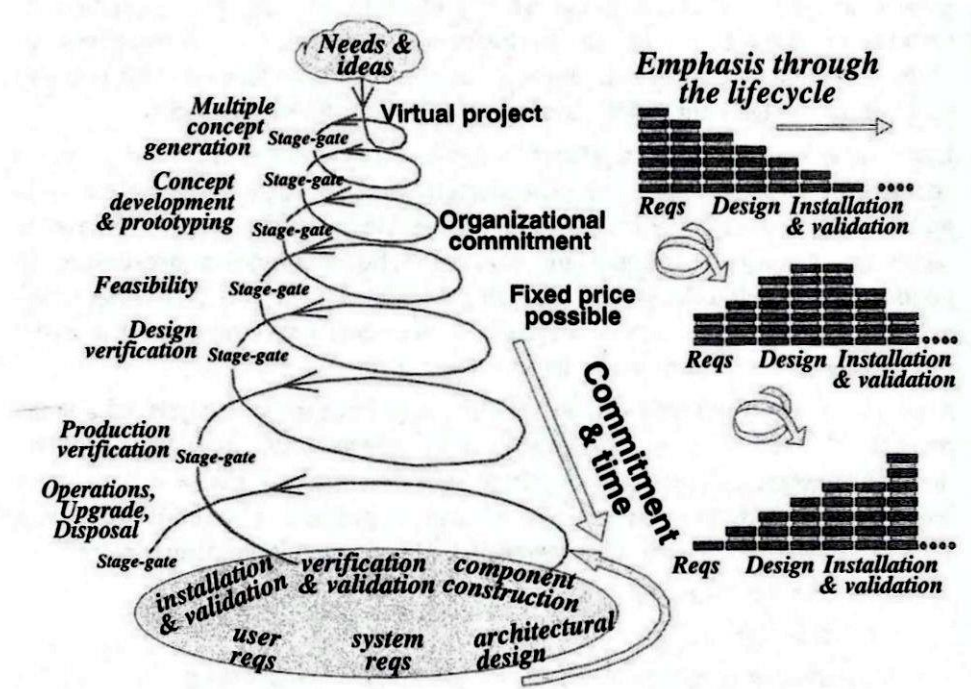 Needs &
ideas
Multiple
concept
generation
Stage-gate
Virtual project
Concept
development
& prototyping
Stage-gate
Stage-gate
Organizational
commitment
Feasibility
Stage-gate
Fixed price
possible
Design
verification
Stage-gate
Commitment
& time
Production
verification
Stage-gate
Operations,
Upgrade,
Disposal
Stage-gate
installation
& validation
verification
& validation
component
construction
user
reqs
system
reqs
architectural
design
Emphasis through
the lifecycle
Reqs Design Installation
& validation
Reqs Design Installation
& validation
Reqs Design Installation
& validation